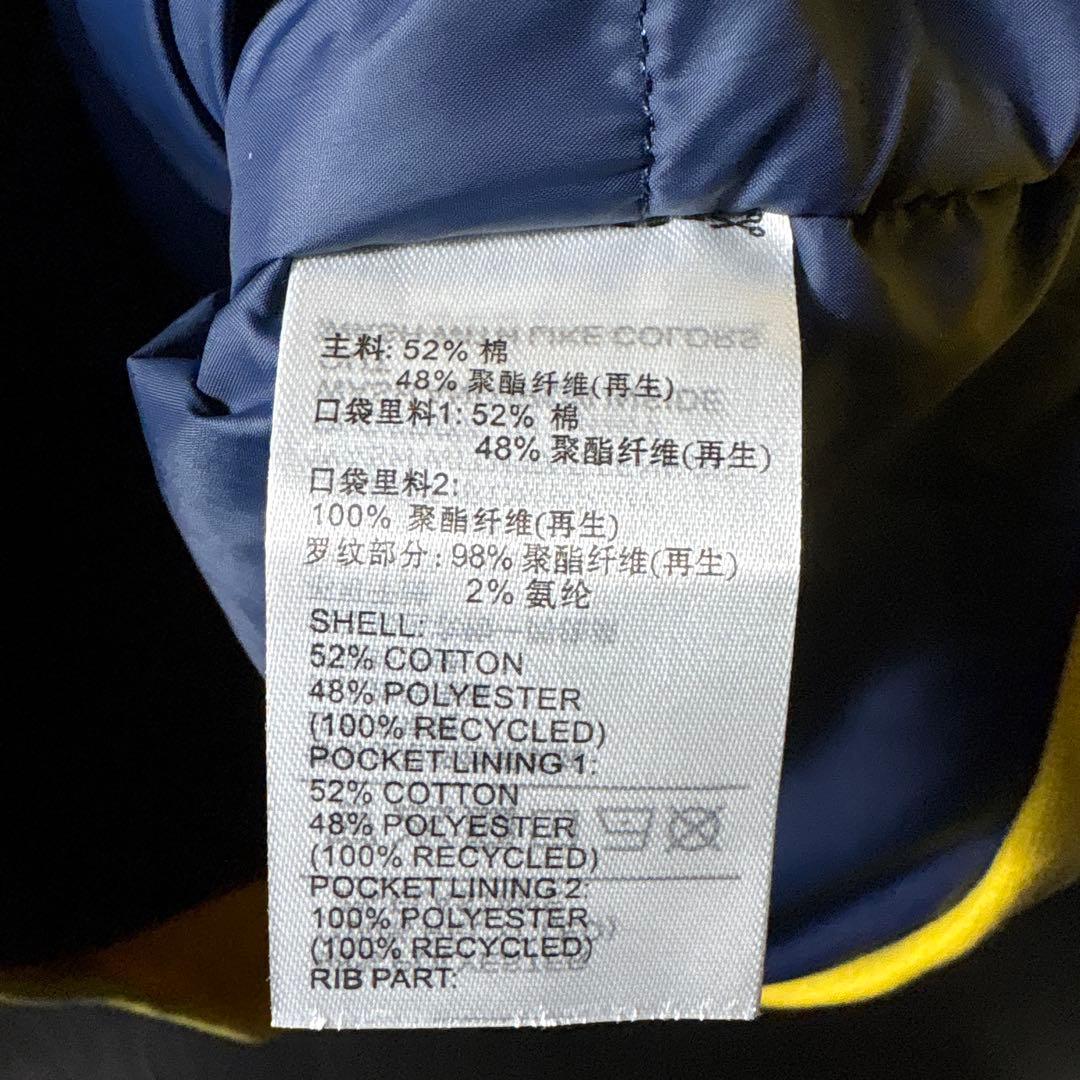 主料: 52% 棉
48% 聚酯纤维(再生)
口袋里料1: 52% 棉
48% 聚酯纤维(再生)
口袋里料2:
100% 聚酯纤维(再生)
罗纹部分: 98% 聚酯纤维(再生)
2% 氨纶
SHELL:
52% COTTON
48% POLYESTER
(100% RECYCLED)
POCKET LINING 1:
52% COTTON
48% POLYESTER
(100% RECYCLED)
POCKET LINING 2:
100% POLYESTER
(100% RECYCLED)
RIB PART: